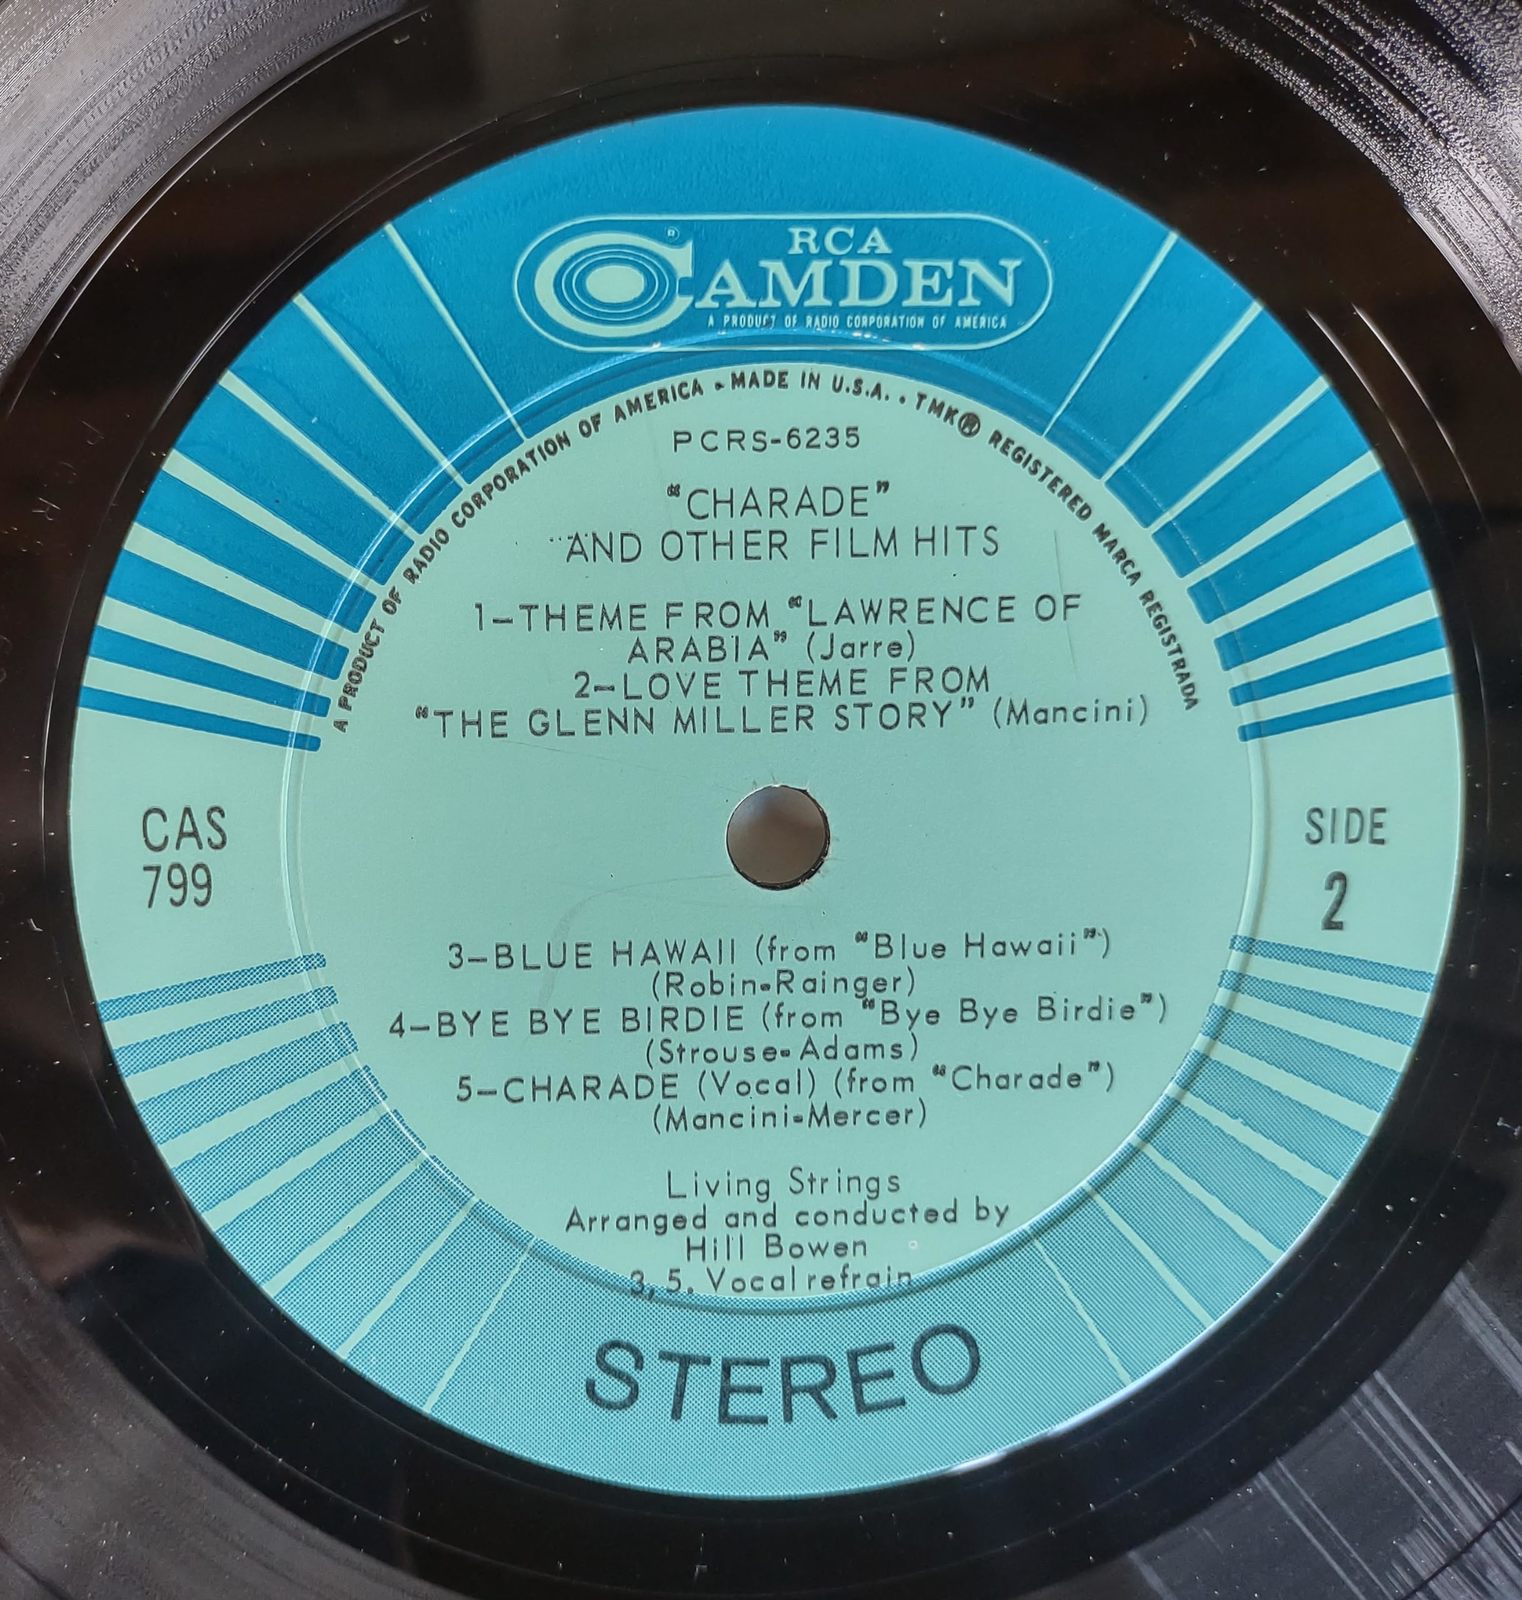 RCA
CAMDEN
A PRODUCT OF RADIO CORPORATION OF AMERICA
A PRODUCT OF RADIO CORPORATION OF AMERICA • MADE IN U.S.A. • TMK® REGISTERED MARCA REGISTRADA
PCRS-6235
"CHARADE"
AND OTHER FILM HITS
1–THEME FROM "LAWRENCE OF
ARABIA" (Jarre)
2–LOVE THEME FROM
"THE GLENN MILLER STORY" (Mancini)
CAS
799
SIDE
2
3–BLUE HAWAII (from "Blue Hawaii")
(Robin-Rainger)
4–BYE BYE BIRDIE (from "Bye Bye Birdie")
(Strouse-Adams)
5–CHARADE (Vocal) (from "Charade")
(Mancini-Mercer)
Living Strings
Arranged and conducted by
Hill Bowen
3, 5. Vocal refrain
STEREO